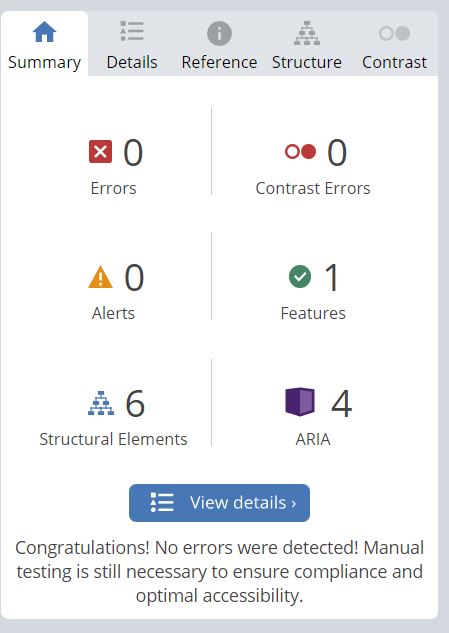 Summary Details Reference Structure Contrast
0 0
Errors Contrast Errors
0 1
Alerts Features
6 4
Structural Elements ARIA
View details ›
Congratulations! No errors were detected! Manual
testing is still necessary to ensure compliance and
optimal accessibility.